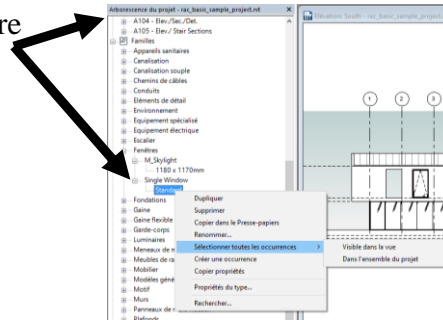 re
Arborescence du projet - rac_basic_sample_project.rvt
A104 - Elev./Sec./Det.
A105 - Elev./ Stair Sections
Familles
Appareils sanitaires
Canalisation
Canalisation souple
Chemins de câbles
Conduits
Eléments de détail
Environnement
Equipement spécialisé
Equipement électrique
Escalier
Fenêtres
M_Skylight
1180 x 1170mm
Single Window
Standard
Fondations
Gaine
Gaine flexible
Garde-corps
Luminaires
Meneaux de m
Meubles de ra
Mobilier
Modèles géné
Motif
Murs
Panneaux de
Plafonds
Dupliquer
Supprimer
Copier dans le Presse-papiers
Renommer...
Sélectionner toutes les occurrences
Créer une occurrence
Copier propriétés
Propriétés du type...
Rechercher...
Visible dans la vue
Dans l'ensemble du projet
Elévation: South - rac_basic_sample_project.rvt
1
2
3